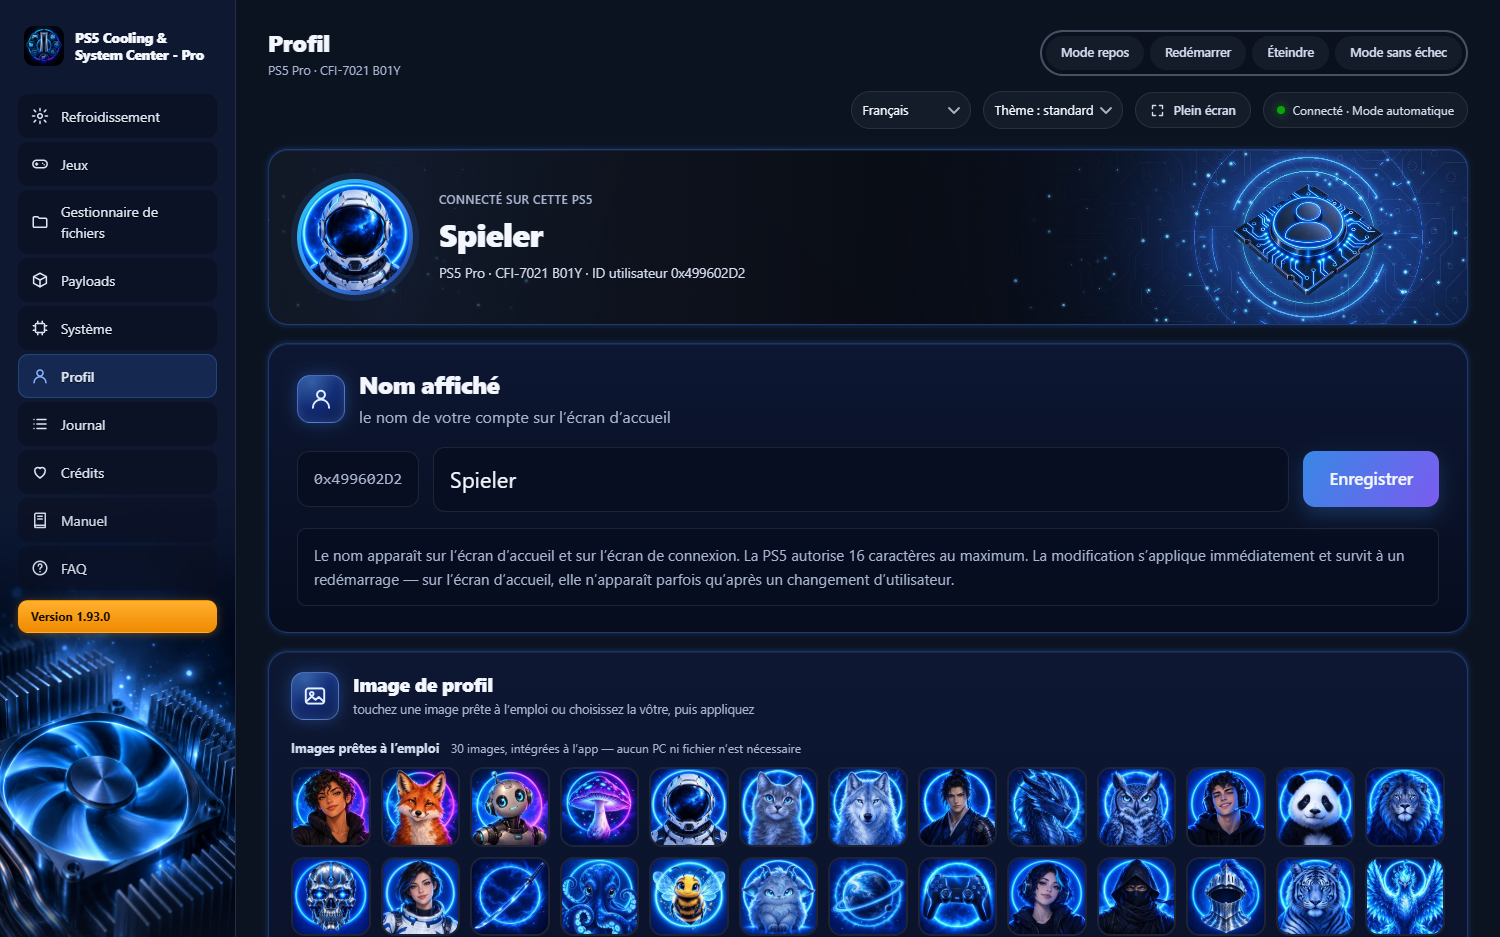 PS5 Cooling &
System Center - Pro
Refroidissement
Jeux
Gestionnaire de
fichiers
Payloads
Système
Profil
Journal
Crédits
Manuel
FAQ
Version 1.93.0
Profil
PS5 Pro · CFI-7021 B01Y
Mode repos
Redémarrer
Éteindre
Mode sans échec
Français
Thème : standard
Plein écran
Connecté · Mode automatique
CONNECTÉ SUR CETTE PS5
Spieler
PS5 Pro · CFI-7021 B01Y · ID utilisateur 0x499602D2
Nom affiché
le nom de votre compte sur l’écran d’accueil
0x499602D2
Spieler
Enregistrer
Le nom apparaît sur l’écran d’accueil et sur l’écran de connexion. La PS5 autorise 16 caractères au maximum. La modification s’applique immédiatement et survit à un
redémarrage — sur l’écran d’accueil, elle n’apparaît parfois qu’après un changement d’utilisateur.
Image de profil
touchez une image prête à l’emploi ou choisissez la vôtre, puis appliquez
Images prêtes à l’emploi 30 images, intégrées à l’app — aucun PC ni fichier n’est nécessaire